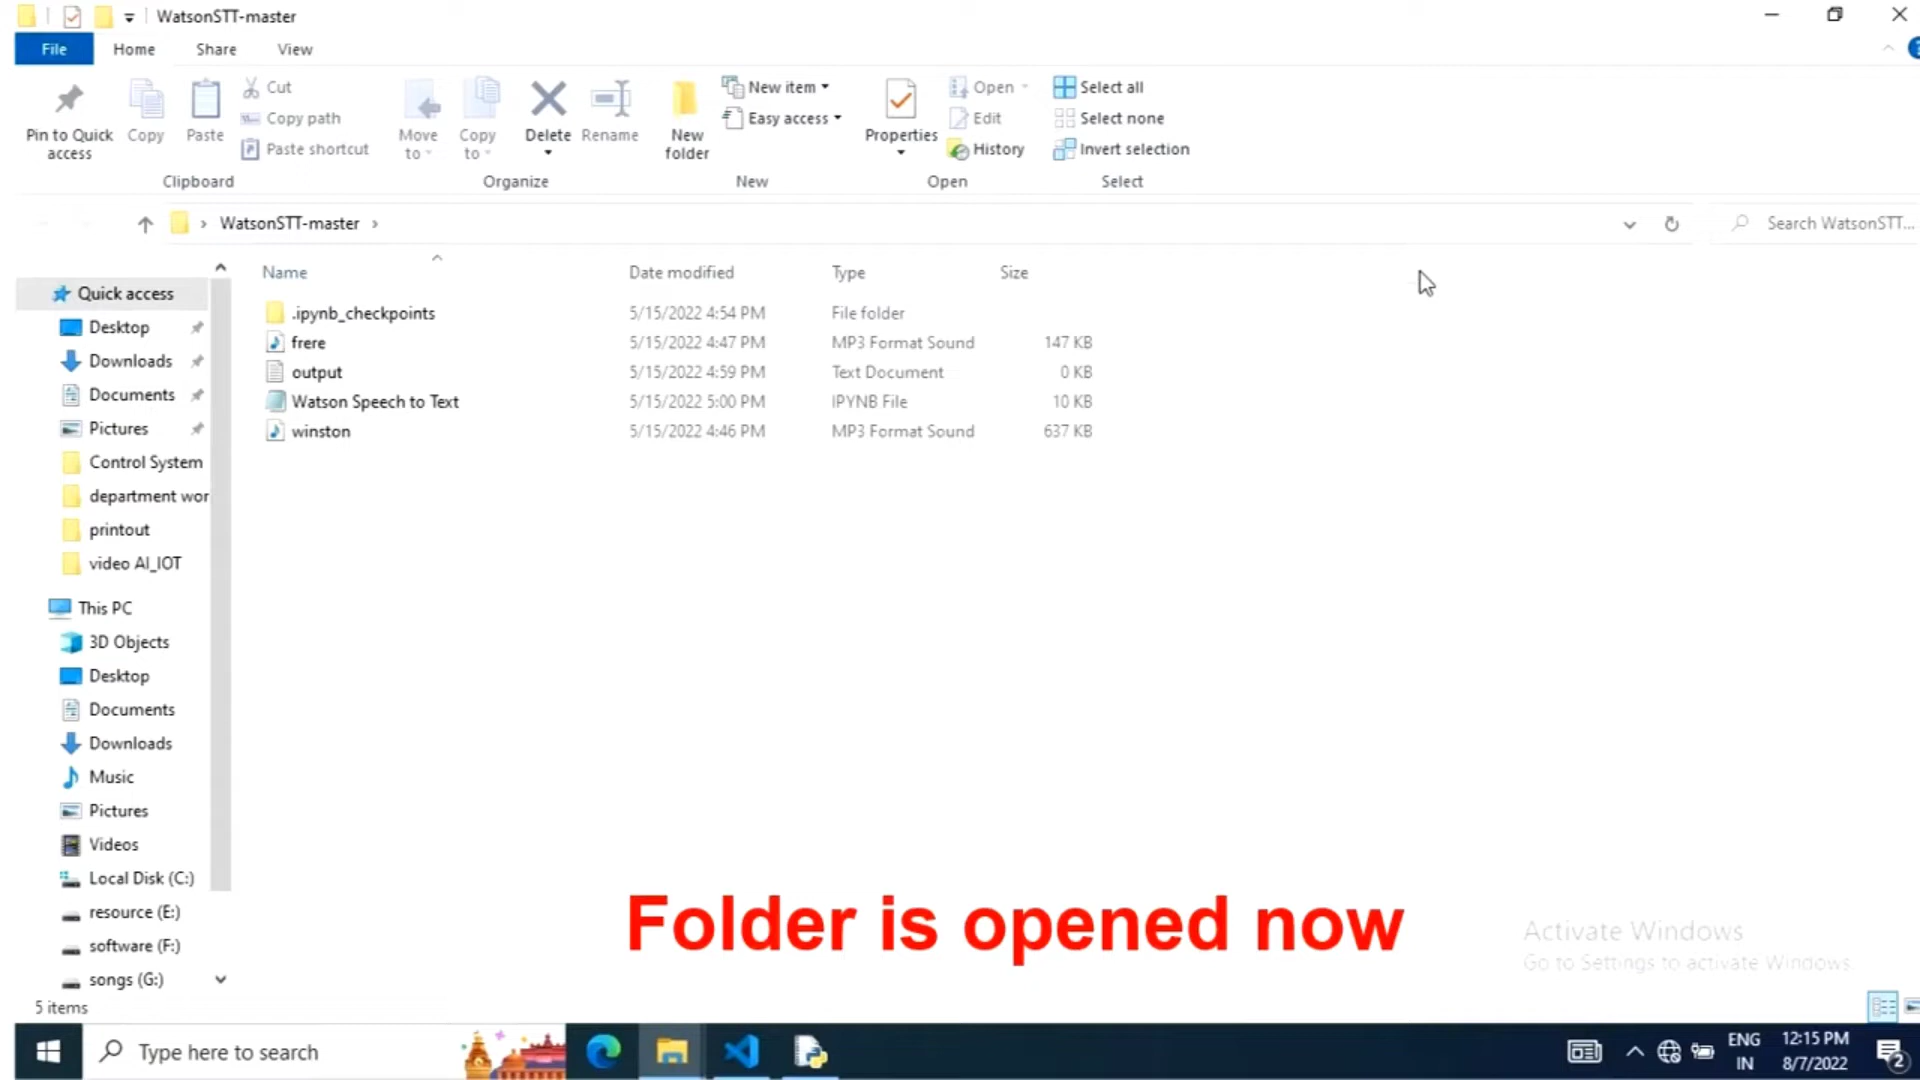 WatsonSTT-master
File
Home
Share
View
Pin to Quick access
Copy
Paste
Cut
Copy path
Paste shortcut
Move to
Copy to
Delete
Rename
New folder
New item
Easy access
Properties
Open
Edit
History
Select all
Select none
Invert selection
Clipboard
Organize
New
Open
Select
WatsonSTT-master
Search WatsonSTT...
Name
Date modified
Type
Size
.ipynb_checkpoints 5/15/2022 4:54 PM File folder
frere 5/15/2022 4:47 PM MP3 Format Sound 147 KB
output 5/15/2022 4:59 PM Text Document 0 KB
Watson Speech to Text 5/15/2022 5:00 PM IPYNB File 10 KB
winston 5/15/2022 4:46 PM MP3 Format Sound 637 KB
Quick access
Desktop
Downloads
Documents
Pictures
Control System
department wor
printout
video AI_IOT
This PC
3D Objects
Desktop
Documents
Downloads
Music
Pictures
Videos
Local Disk (C:)
resource (E:)
software (F:)
songs (G:)
5 items
Folder is opened now
Activate Windows
Go to Settings to activate Windows.
Type here to search
ENG
IN
12:15 PM
8/7/2022
2